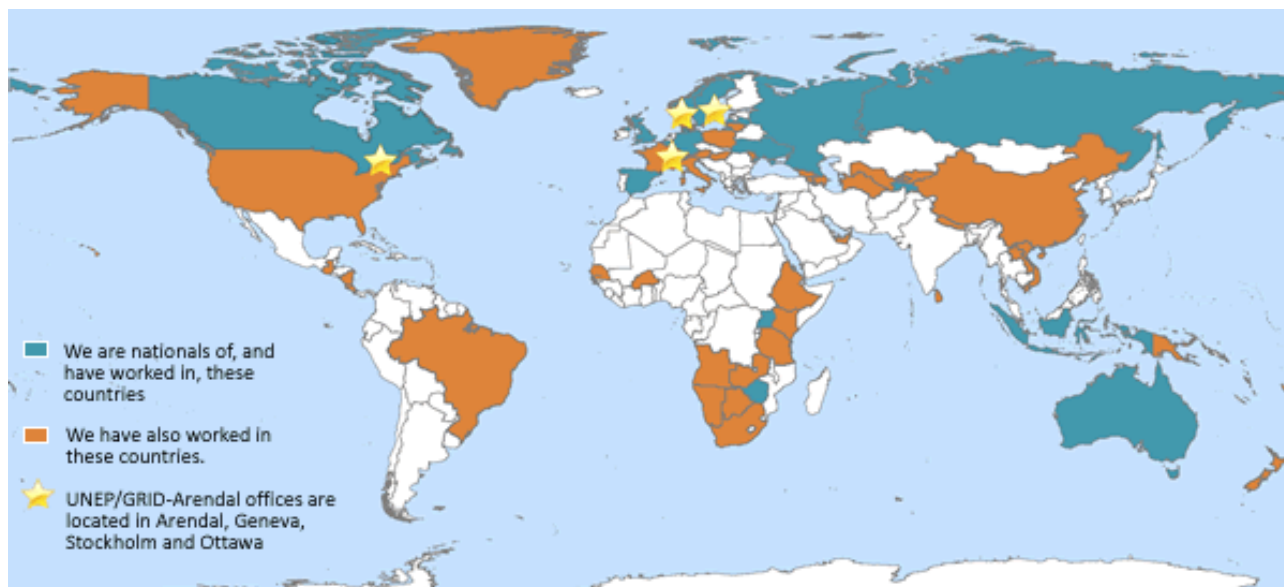 We are nationals of, and
have worked in, these
countries
We have also worked in
these countries.
UNEP/GRID-Arendal offices are
located in Arendal, Geneva,
Stockholm and Ottawa